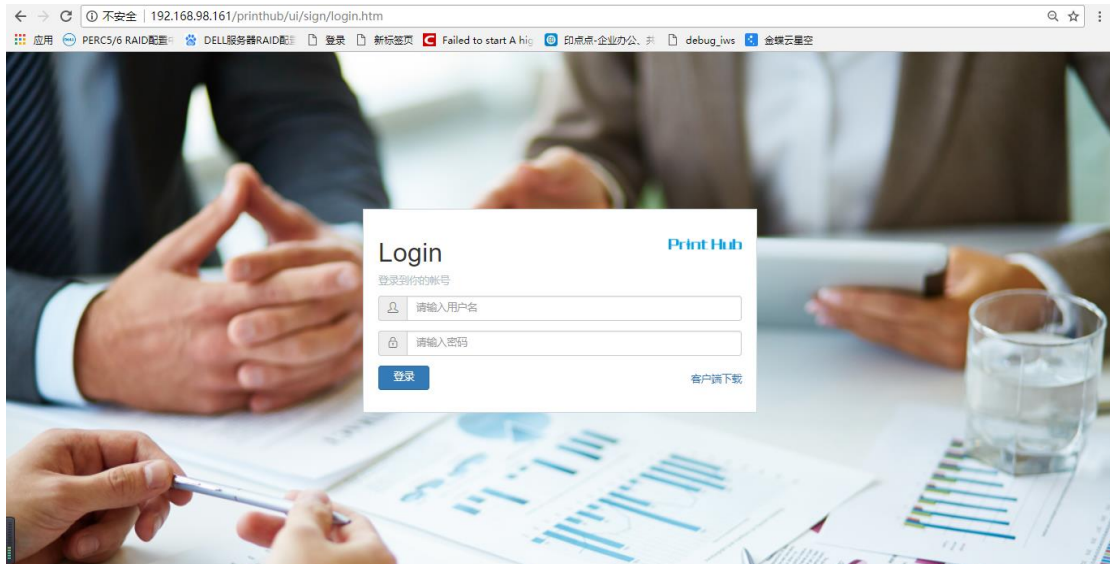 不安全 192.168.98.161/printhub/ui/sign/login.htm
应用 PERC5/6 RAID配置 DELL服务器RAID配置 登录 新标签页 Failed to start A hig 印点点-企业办公、共 debug_iws 金蝶云星空
Print Hub
Login
登录到你的帐号
请输入用户名
请输入密码
登录
客户端下载